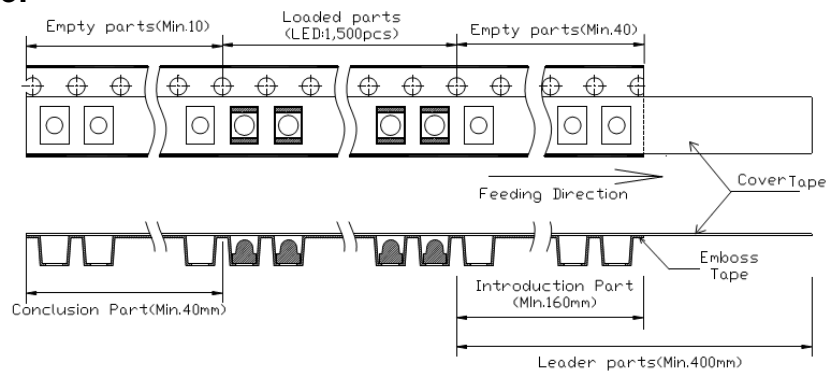 Empty parts(Min.10)
Loaded parts
(LED:1,500pcs)
Empty parts(Min.40)
Feeding Direction
Cover Tape
Emboss
Tape
Introduction Part
(MIn.160mm)
Conclusion Part(Min.40mm)
Leader parts(Min.400mm)